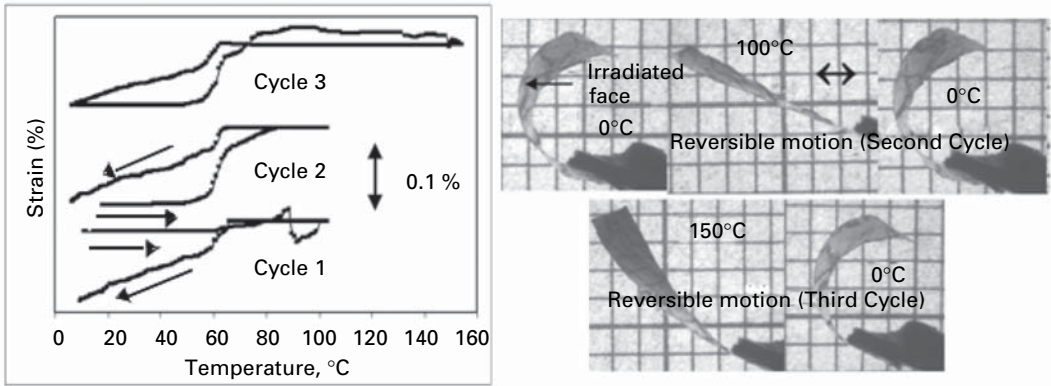 Strain (%)
Cycle 3
Cycle 2
0.1 %
Cycle 1
0 20 40 60 80 100 120 140 160
Temperature, °C
100°C
Irradiated
face
0°C
0°C
Reversible motion (Second Cycle)
150°C
0°C
Reversible motion (Third Cycle)